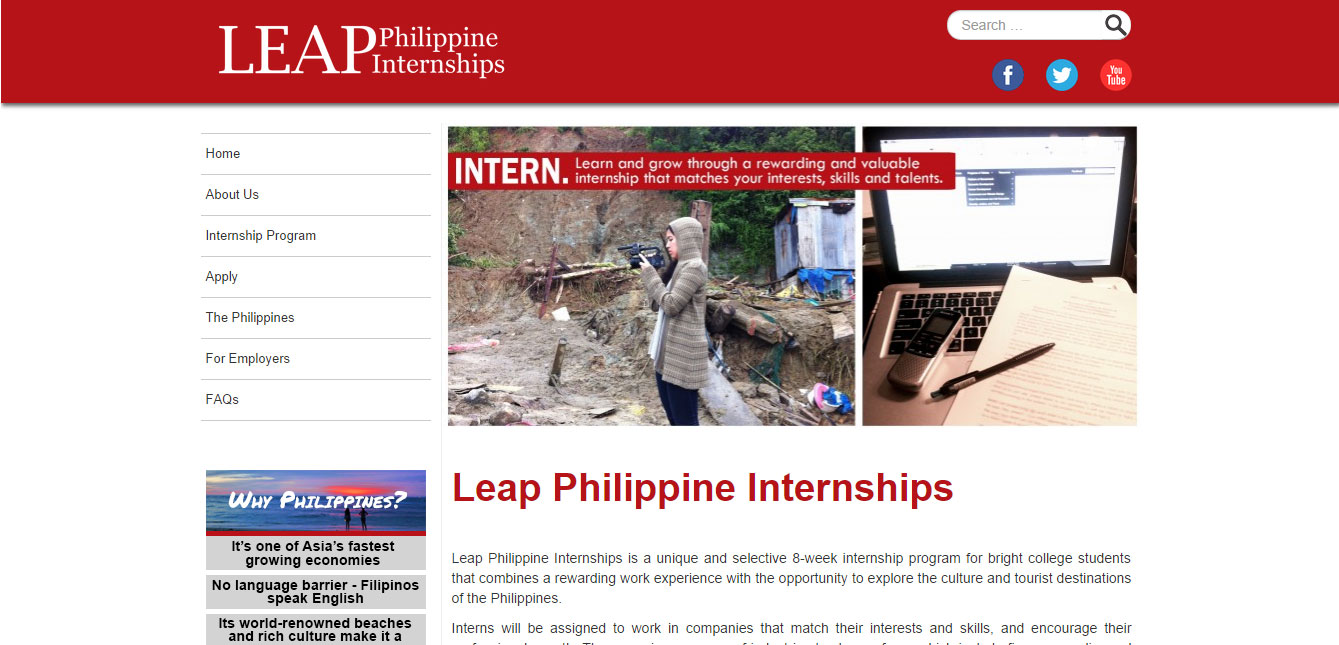 LEAP Philippine
Internships
Search ...
f
You
Tube
Home
About Us
Internship Program
Apply
The Philippines
For Employers
FAQs
WHY PHILIPPINES?
It's one of Asia's fastest
growing economies
No language barrier - Filipinos
speak English
Its world-renowned beaches
and rich culture make it a
INTERN. Learn and grow through a rewarding and valuable
internship that matches your interests, skills and talents.
Leap Philippine Internships
Leap Philippine Internships is a unique and selective 8-week internship program for bright college students
that combines a rewarding work experience with the opportunity to explore the culture and tourist destinations
of the Philippines.
Interns will be assigned to work in companies that match their interests and skills, and encourage their